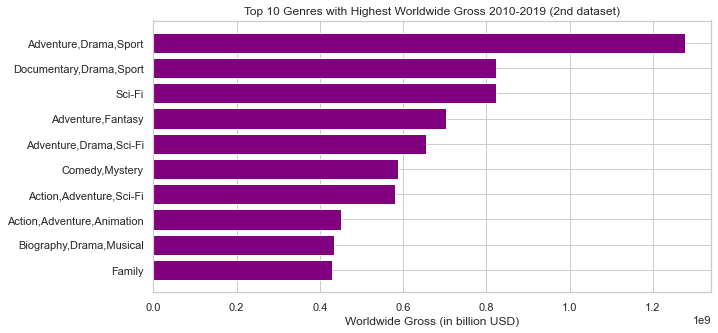 Top 10 Genres with Highest Worldwide Gross 2010-2019 (2nd dataset)
Adventure,Drama,Sport
Documentary,Drama,Sport
Sci-Fi
Adventure,Fantasy
Adventure,Drama,Sci-Fi
Comedy,Mystery
Action,Adventure,Sci-Fi
Action,Adventure,Animation
Biography,Drama,Musical
Family
0.0 0.2 0.4 0.6 0.8 1.0 1.2
1e9
Worldwide Gross (in billion USD)